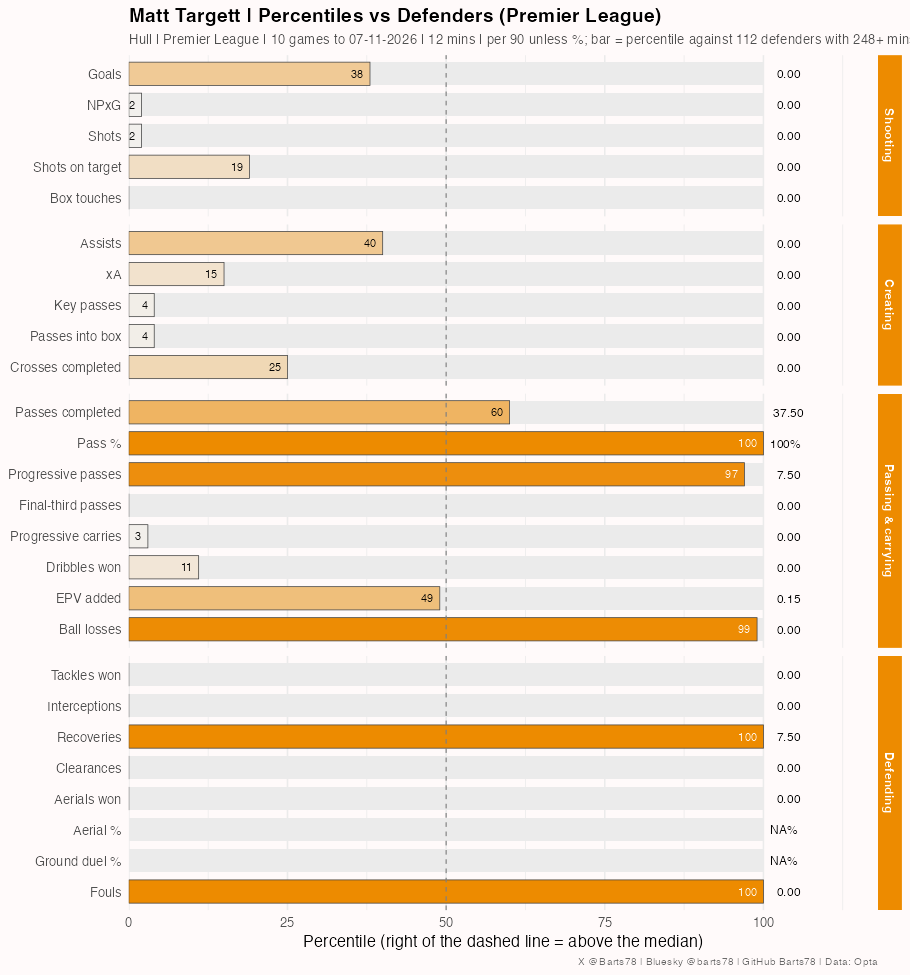 Matt Targett | Percentiles vs Defenders (Premier League)
Hull | Premier League | 10 games to 07-11-2026 | 12 mins | per 90 unless %; bar = percentile against 112 defenders with 248+ min
Goals 38 0.00
NPxG 2 0.00
Shots 2 0.00
Shots on target 19 0.00
Box touches 0.00
Shooting
Assists 40 0.00
xA 15 0.00
Key passes 4 0.00
Passes into box 4 0.00
Crosses completed 25 0.00
Creating
Passes completed 60 37.50
Pass % 100 100%
Progressive passes 97 7.50
Final-third passes 0.00
Progressive carries 3 0.00
Dribbles won 11 0.00
EPV added 49 0.15
Ball losses 99 0.00
Passing & carrying
Tackles won 0.00
Interceptions 0.00
Recoveries 100 7.50
Clearances 0.00
Aerials won 0.00
Aerial % NA%
Ground duel % NA%
Fouls 100 0.00
Defending
0 25 50 75 100
Percentile (right of the dashed line = above the median)
X @Barts78 | Bluesky @barts78 | GitHub Barts78 | Data: Opta